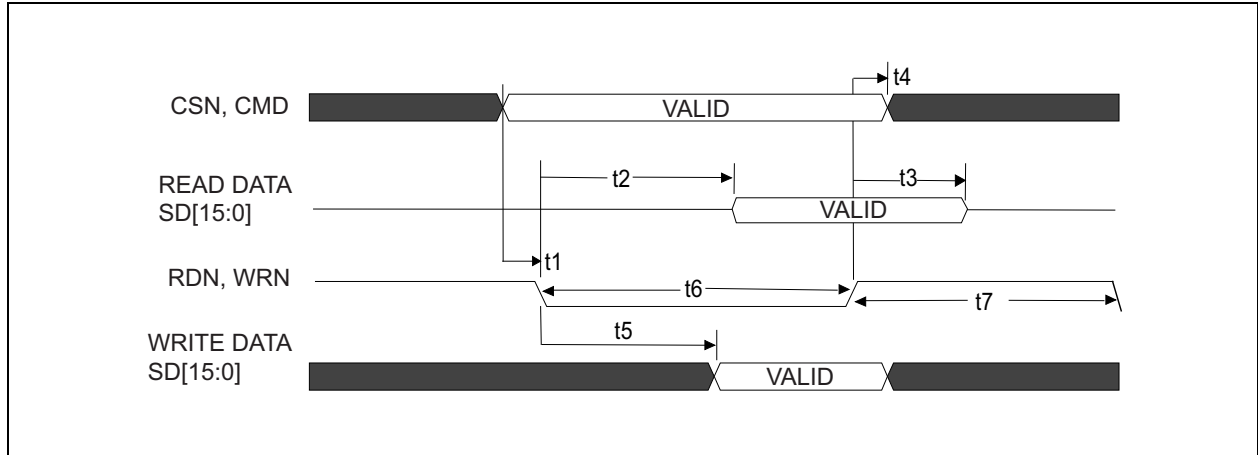 t4
CSN, CMD
VALID
READ DATA
SD[15:0]
t2
t3
VALID
t1
RDN, WRN
t6
t7
WRITE DATA
SD[15:0]
t5
VALID